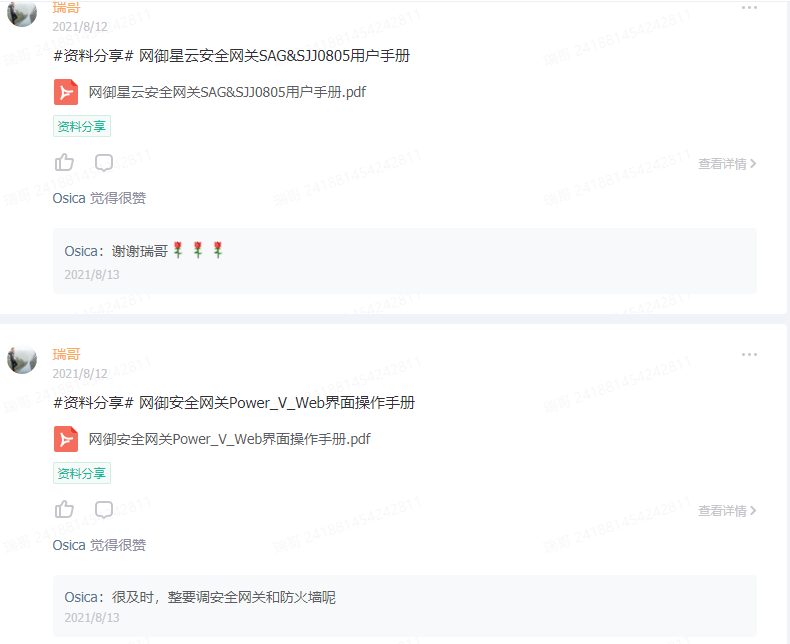 瑞哥
2021/8/12
#资料分享# 网御星云安全网关SAG&SJJ0805用户手册
网御星云安全网关SAG&SJJ0805用户手册.pdf
资料分享
查看详情
Osica 觉得很赞
Osica：谢谢瑞哥
2021/8/13
瑞哥
2021/8/12
#资料分享# 网御安全网关Power_V_Web界面操作手册
网御安全网关Power_V_Web界面操作手册.pdf
资料分享
查看详情
Osica 觉得很赞
Osica：很及时，整要调安全网关和防火墙呢
2021/8/13
瑞哥 241881454242811